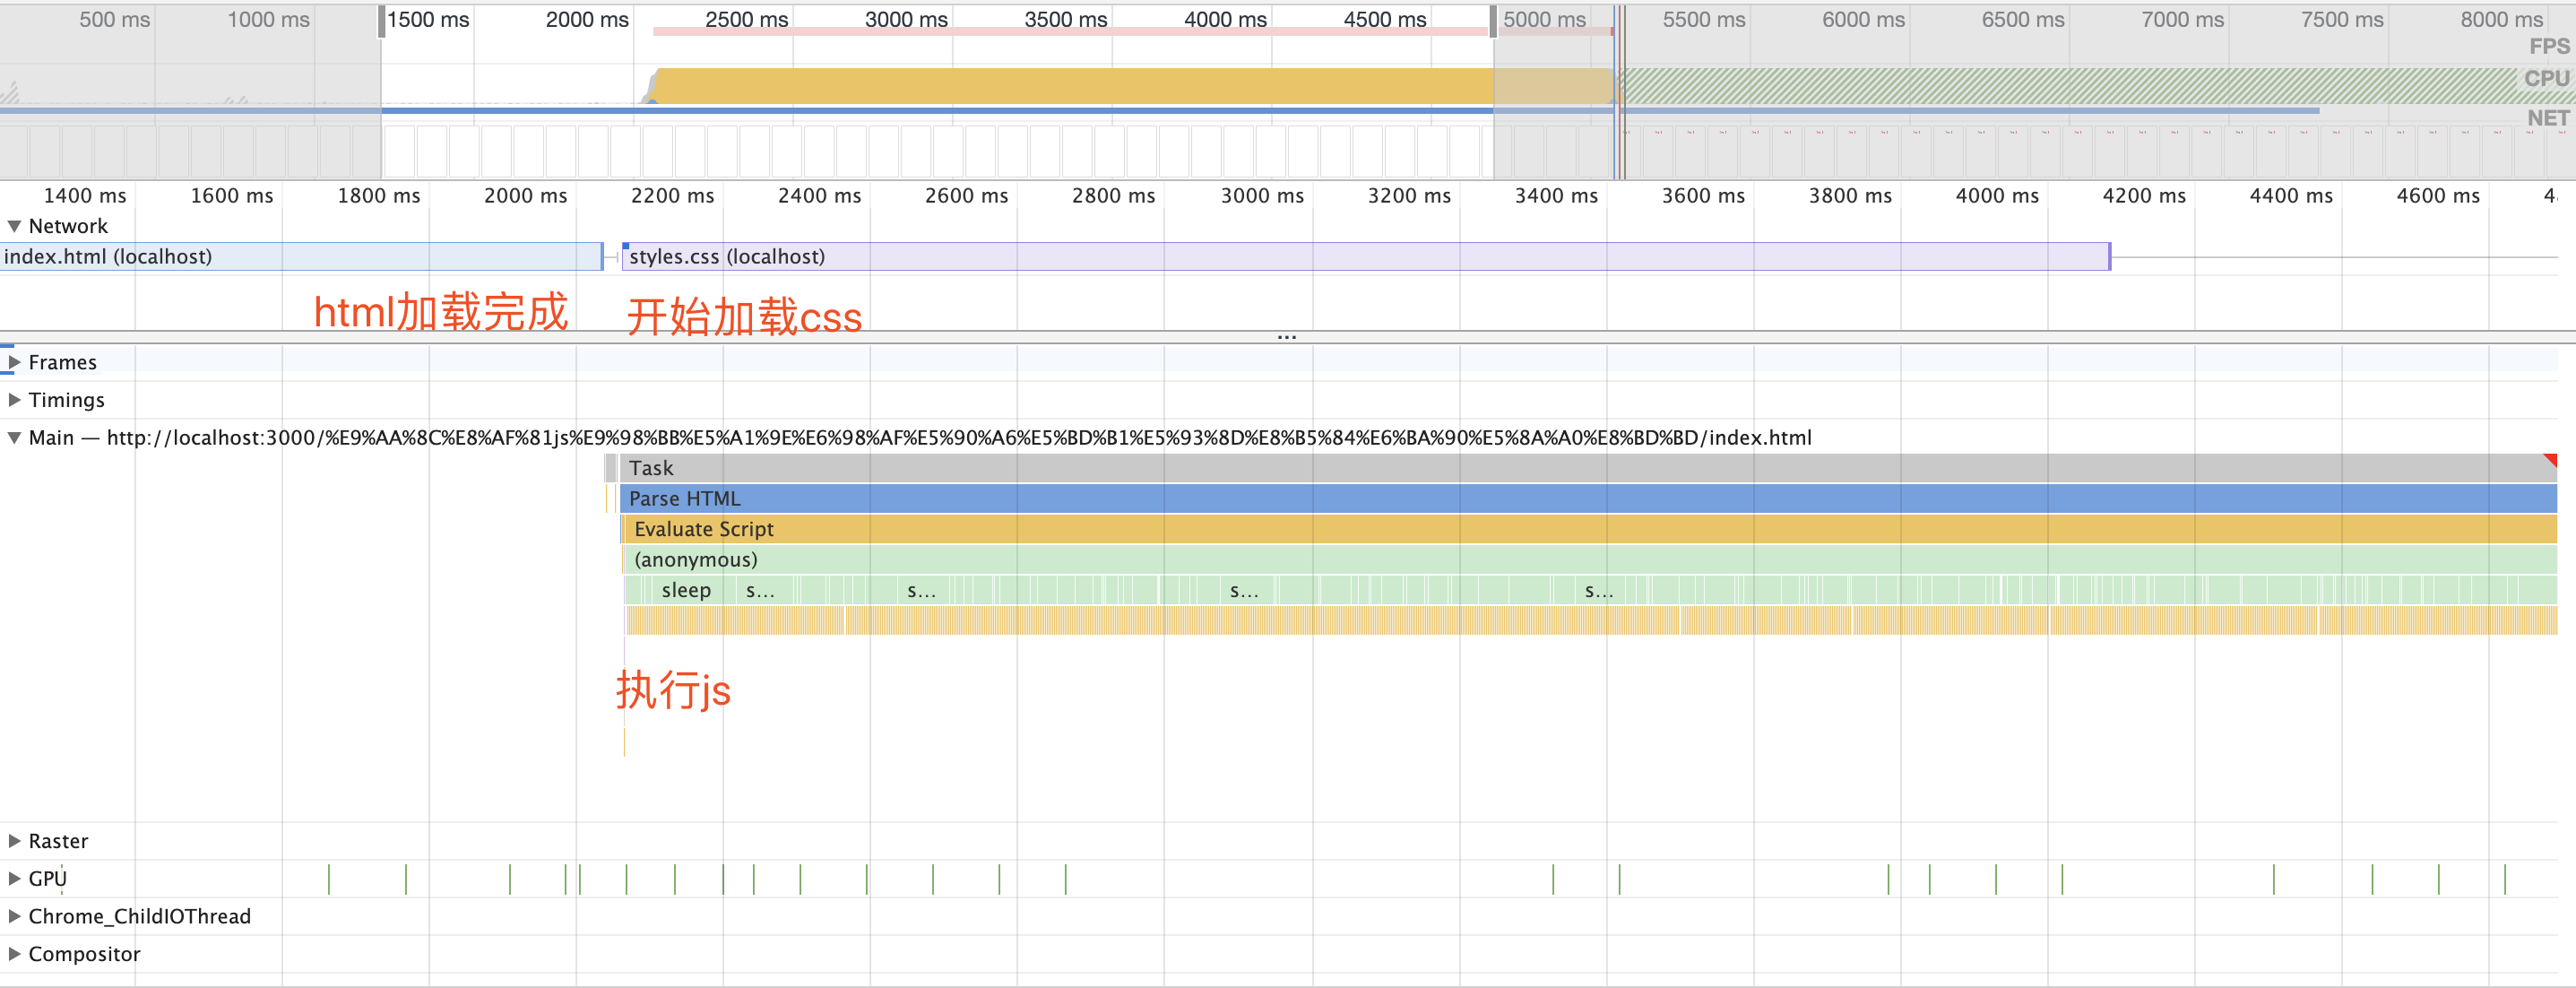 500 ms 1000 ms 1500 ms 2000 ms 2500 ms 3000 ms 3500 ms 4000 ms 4500 ms 5000 ms 5500 ms 6000 ms 6500 ms 7000 ms 7500 ms 8000 ms
FPS
CPU
NET
1400 ms 1600 ms 1800 ms 2000 ms 2200 ms 2400 ms 2600 ms 2800 ms 3000 ms 3200 ms 3400 ms 3600 ms 3800 ms 4000 ms 4200 ms 4400 ms 4600 ms 4
Network
index.html (localhost) styles.css (localhost)
html加载完成 开始加载css
...
Frames
Timings
Main — http://localhost:3000/%E9%AA%8C%E8%AF%81js%E9%98%BB%E5%A1%9E%E6%98%AF%E5%90%A6%E5%BD%B1%E5%93%8D%E8%B5%84%E6%BA%90%E5%8A%A0%E8%BD%BD/index.html
Task
Parse HTML
Evaluate Script
(anonymous)
sleep s... s... s... s...
执行js
Raster
GPU
Chrome_ChildIOThread
Compositor